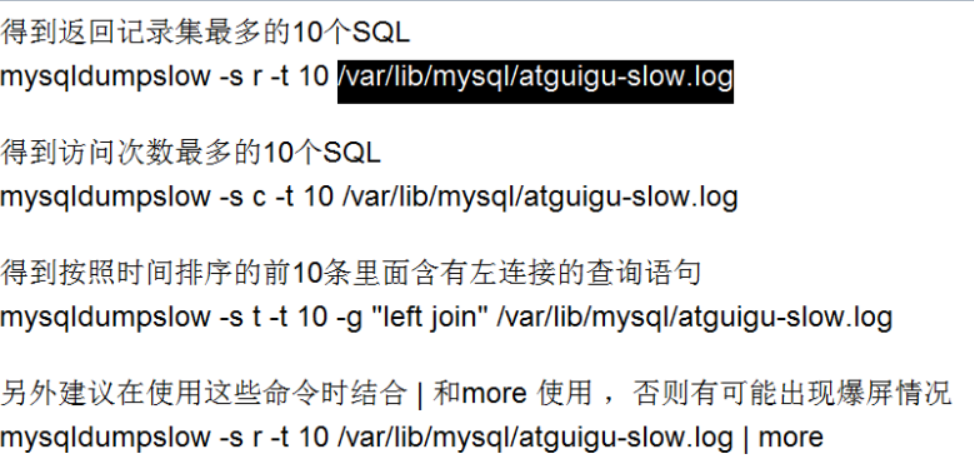 得到返回记录集最多的10个SQL
mysqldumpslow -s r -t 10 /var/lib/mysql/atguigu-slow.log
得到访问次数最多的10个SQL
mysqldumpslow -s c -t 10 /var/lib/mysql/atguigu-slow.log
得到按照时间排序的前10条里面含有左连接的查询语句
mysqldumpslow -s t -t 10 -g "left join" /var/lib/mysql/atguigu-slow.log
另外建议在使用这些命令时结合 | 和more 使用 ，否则有可能出现爆屏情况
mysqldumpslow -s r -t 10 /var/lib/mysql/atguigu-slow.log | more